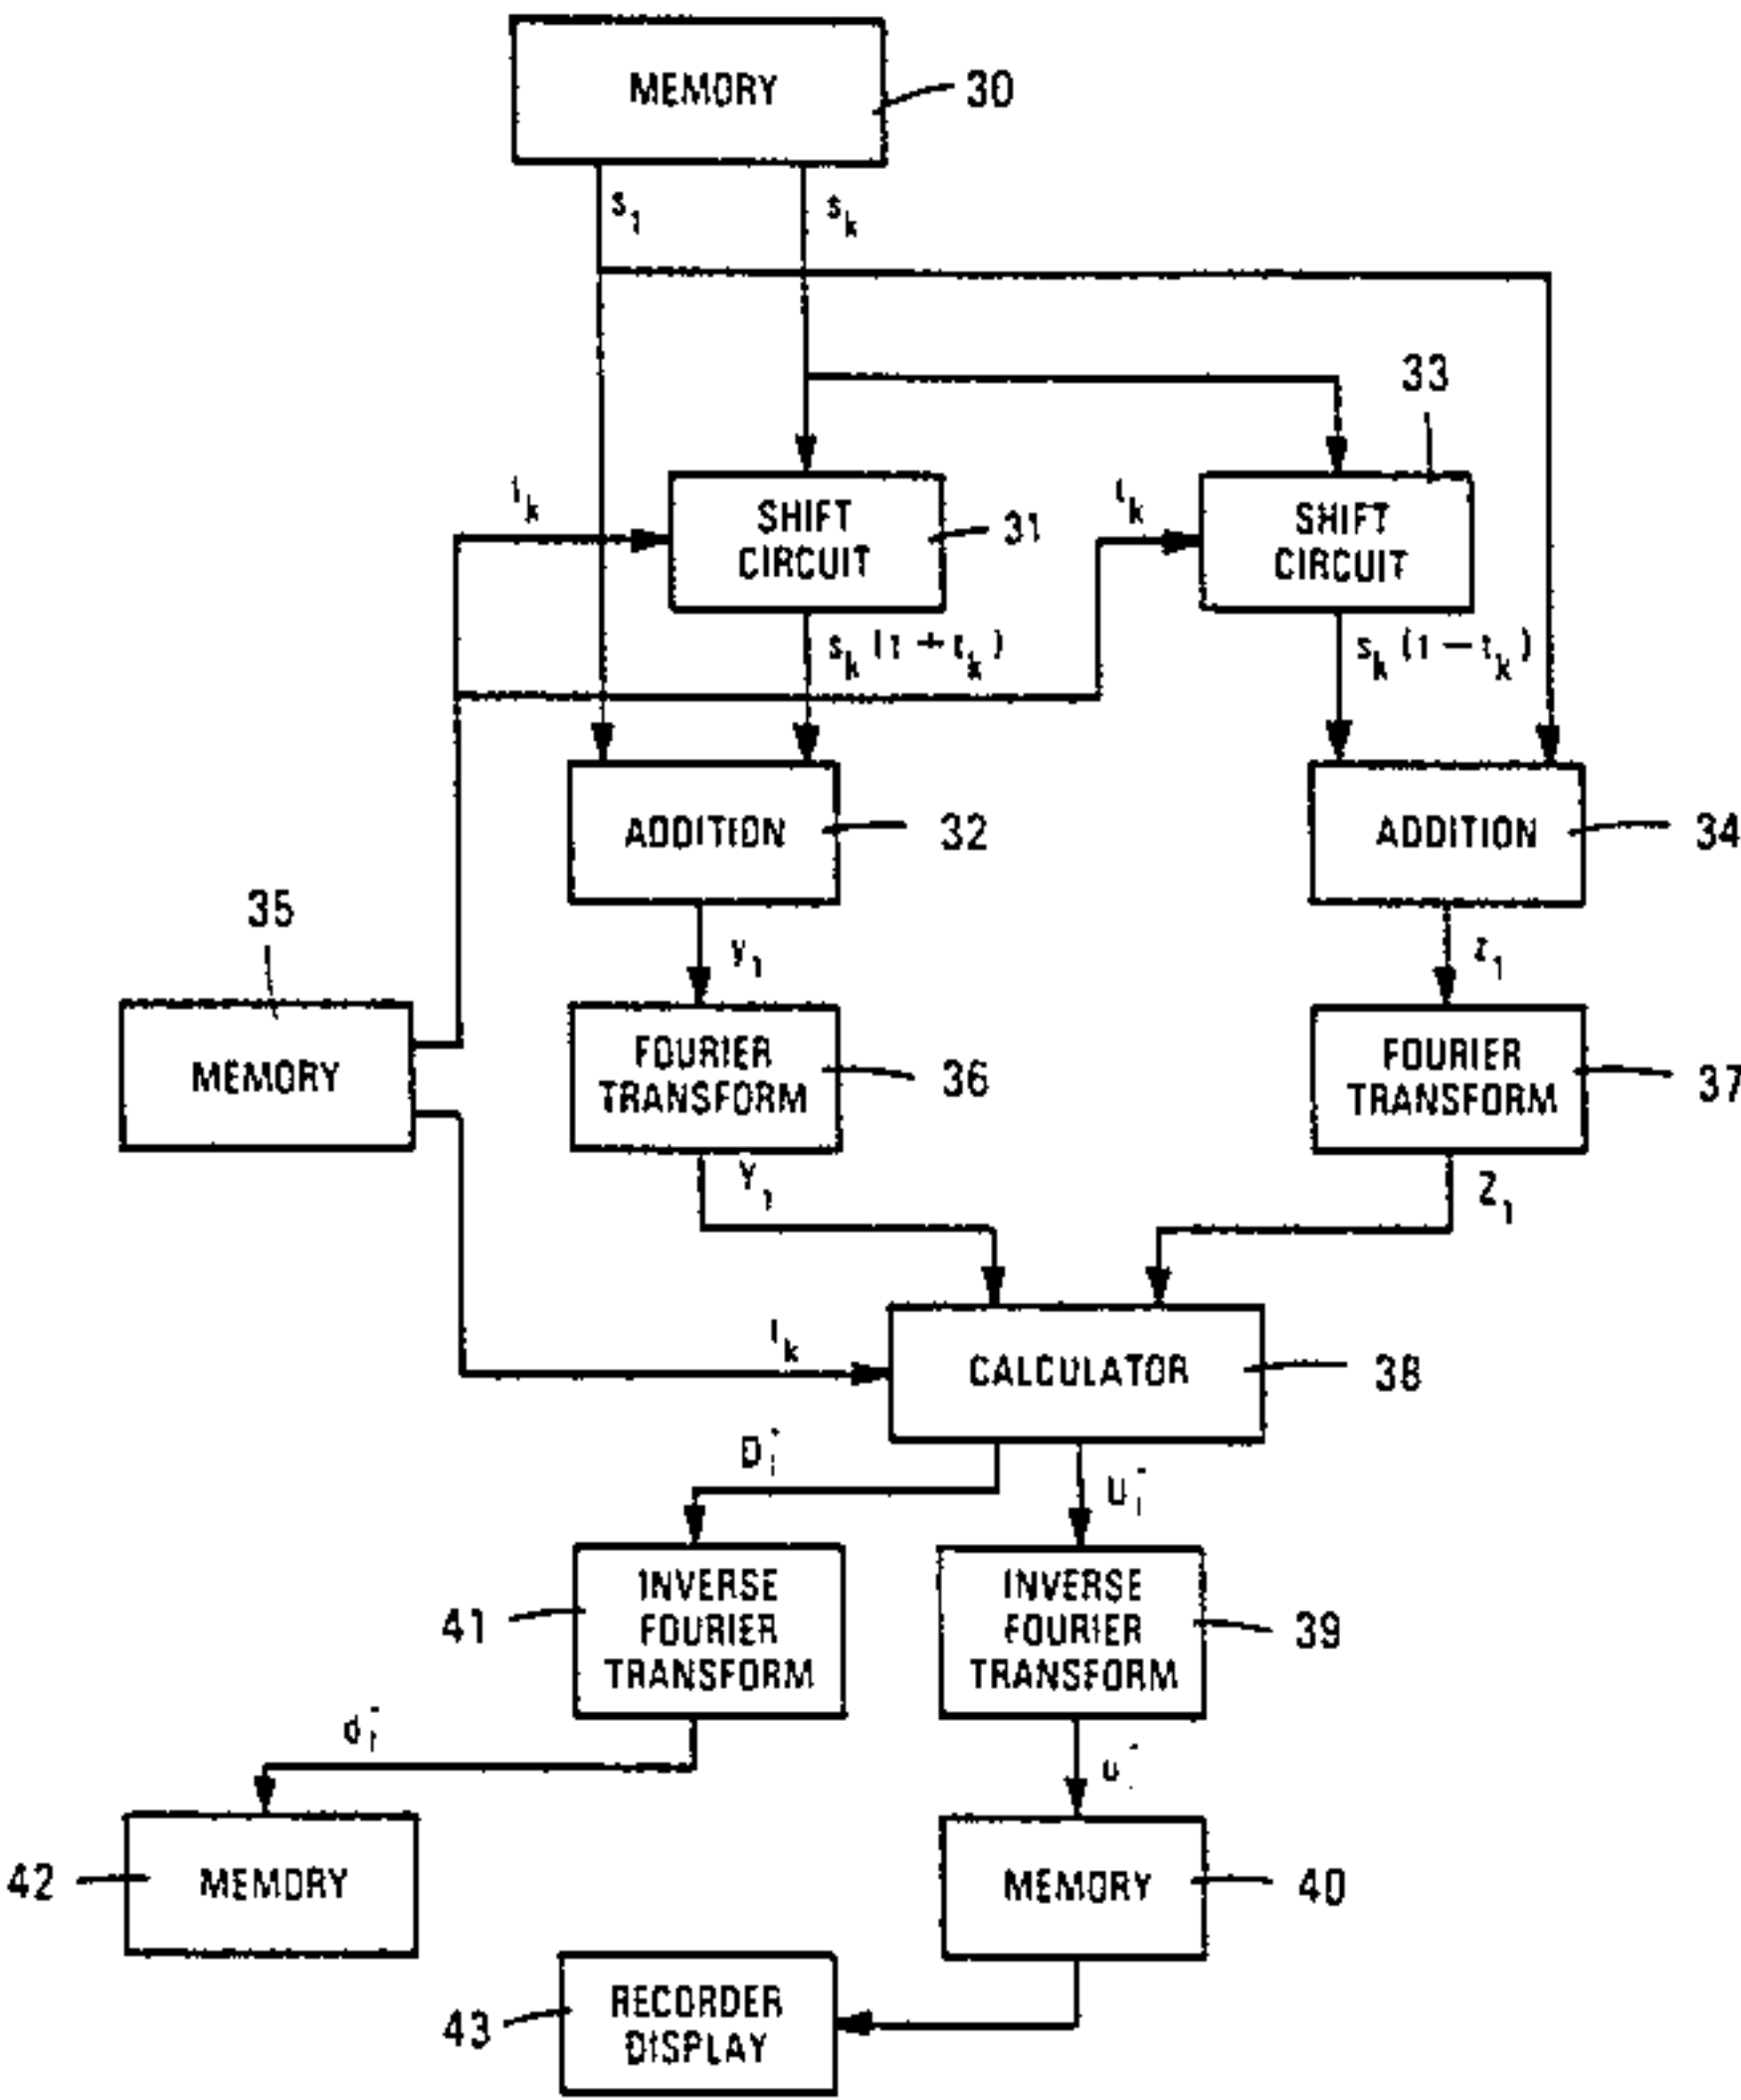 MEMORY
30
s1
sk
33
tk
SHIFT
CIRCUIT
31
tk
SHIFT
CIRCUIT
sk (t + tk)
sk (t − tk)
ADDITION
32
ADDITION
34
35
y1
z1
MEMORY
FOURIER
TRANSFORM
36
FOURIER
TRANSFORM
37
Y1
Z1
tk
CALCULATOR
38
INVERSE
FOURIER
TRANSFORM
41
INVERSE
FOURIER
TRANSFORM
39
MEMORY
42
MEMORY
40
RECORDER
DISPLAY
43